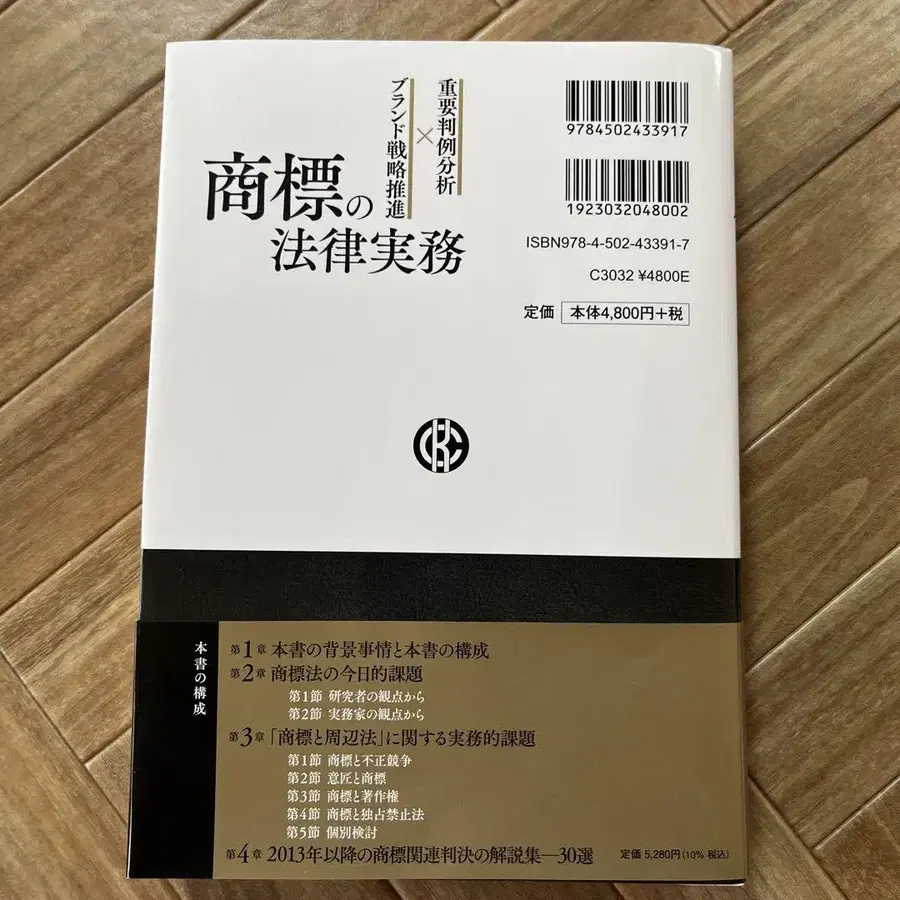 重要判例分析
×
ブランド戦略推進
商標の
法律実務
9784502433917
1923032048002
ISBN978-4-502-43391-7
C3032 ¥4800E
定価 本体4,800円+税
本書の構成
第1章 本書の背景事情と本書の構成
第2章 商標法の今日的課題
第1節 研究者の観点から
第2節 実務家の観点から
第3章 「商標と周辺法」に関する実務的課題
第1節 商標と不正競争
第2節 意匠と商標
第3節 商標と著作権
第4節 商標と独占禁止法
第5節 個別検討
第4章 2013年以降の商標関連判決の解説集―30選
定価 5,280円(10% 税込)